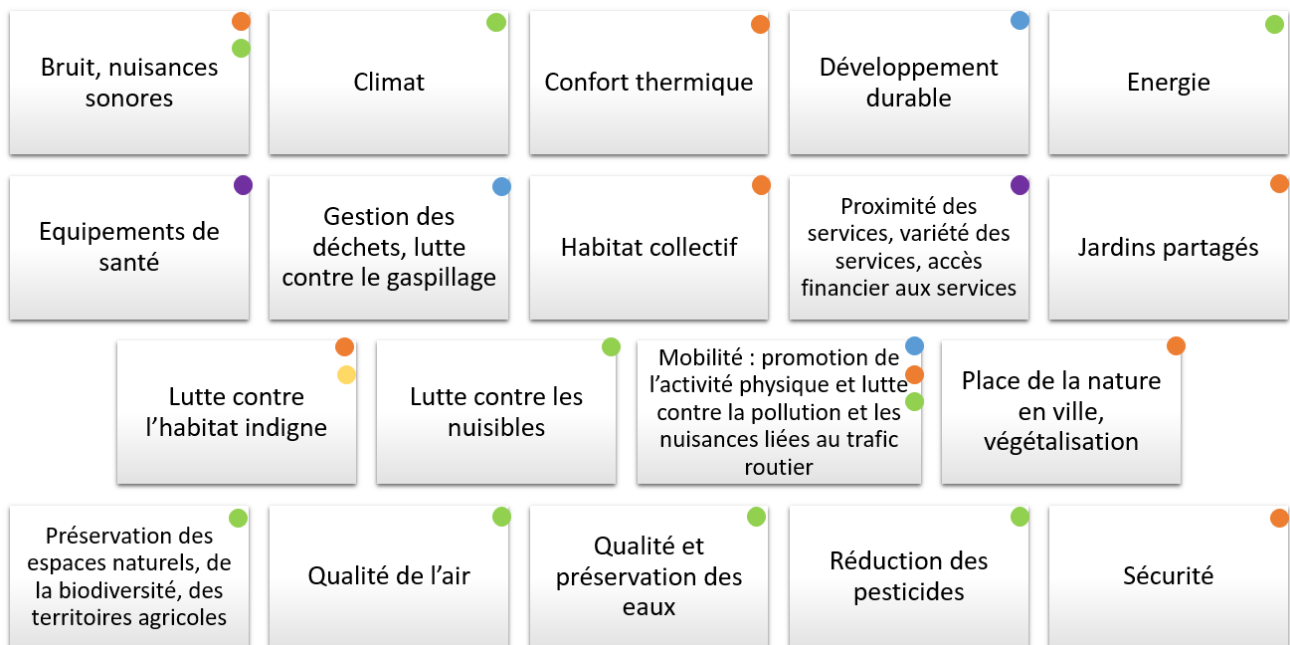 Bruit, nuisances
sonores
Climat
Confort thermique
Développement
durable
Energie
Equipements de
santé
Gestion des
déchets, lutte
contre le gaspillage
Habitat collectif
Proximité des
services, variété des
services, accès
financier aux services
Jardins partagés
Lutte contre
l’habitat indigne
Lutte contre les
nuisibles
Mobilité : promotion de
l’activité physique et lutte
contre la pollution et les
nuisances liées au trafic
routier
Place de la nature
en ville,
végétalisation
Préservation des
espaces naturels, de
la biodiversité, des
territoires agricoles
Qualité de l’air
Qualité et
préservation des
eaux
Réduction des
pesticides
Sécurité